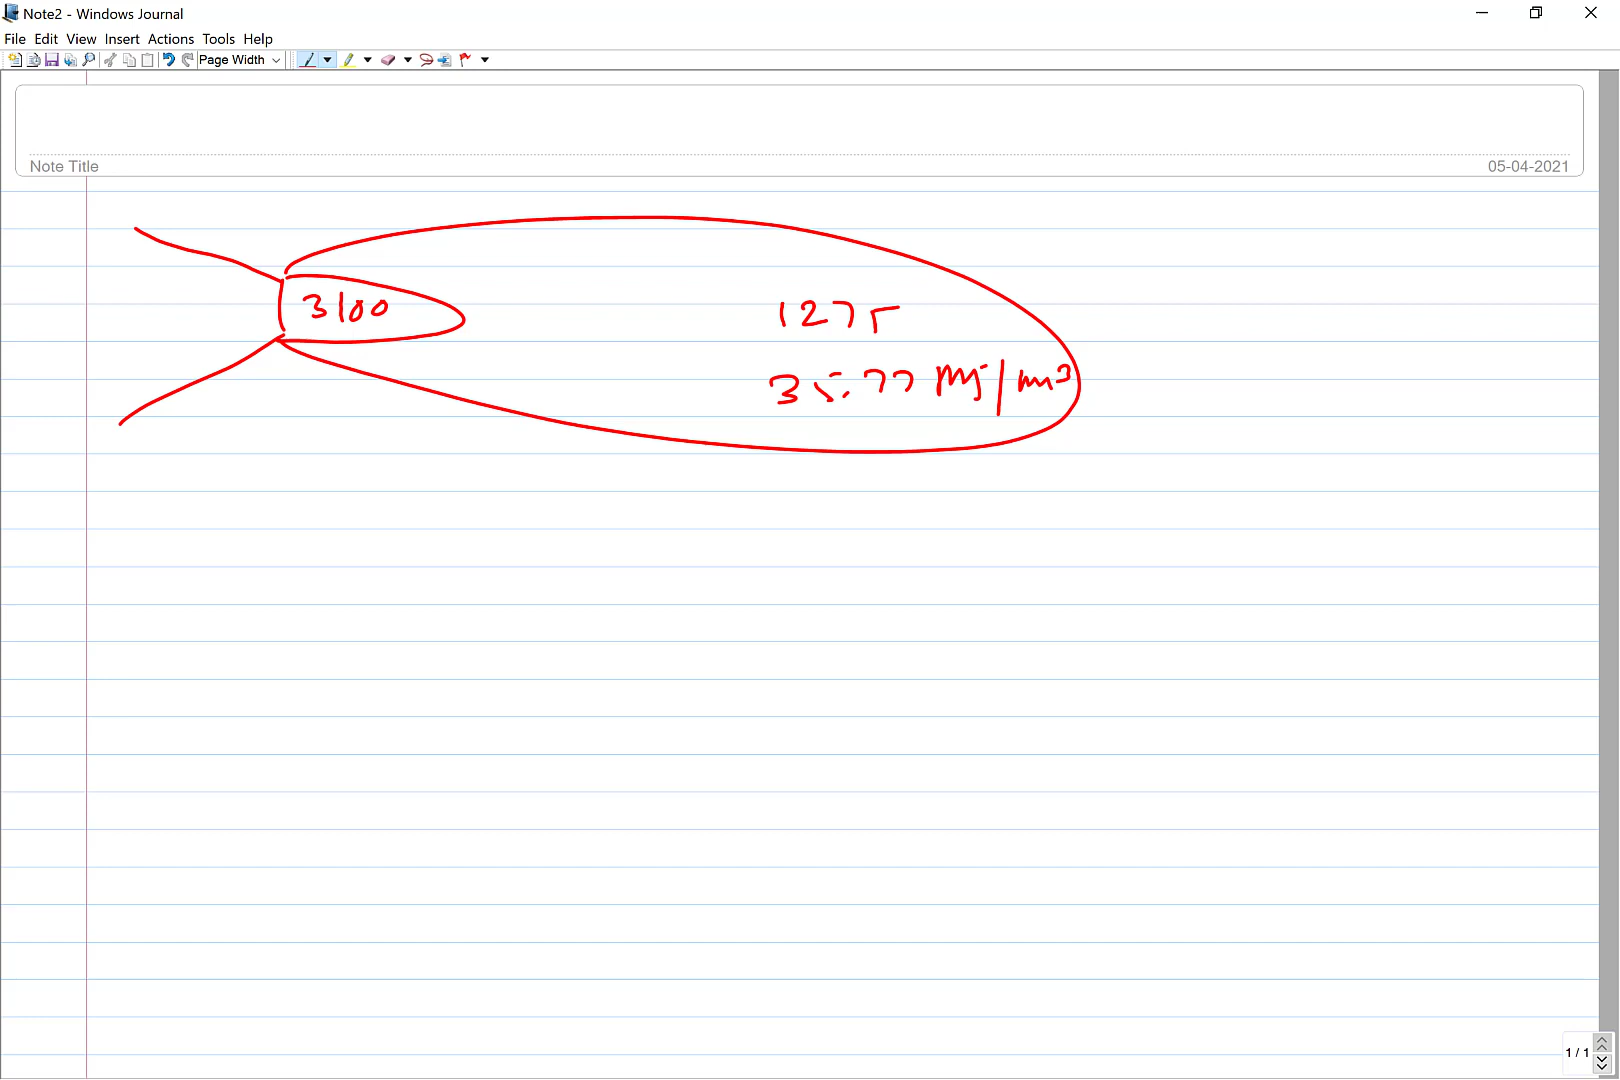 Note2 - Windows Journal
File Edit View Insert Actions Tools Help
Page Width
Note Title
05-04-2021
3100
1275
35.77 MJ/m3
1 / 1